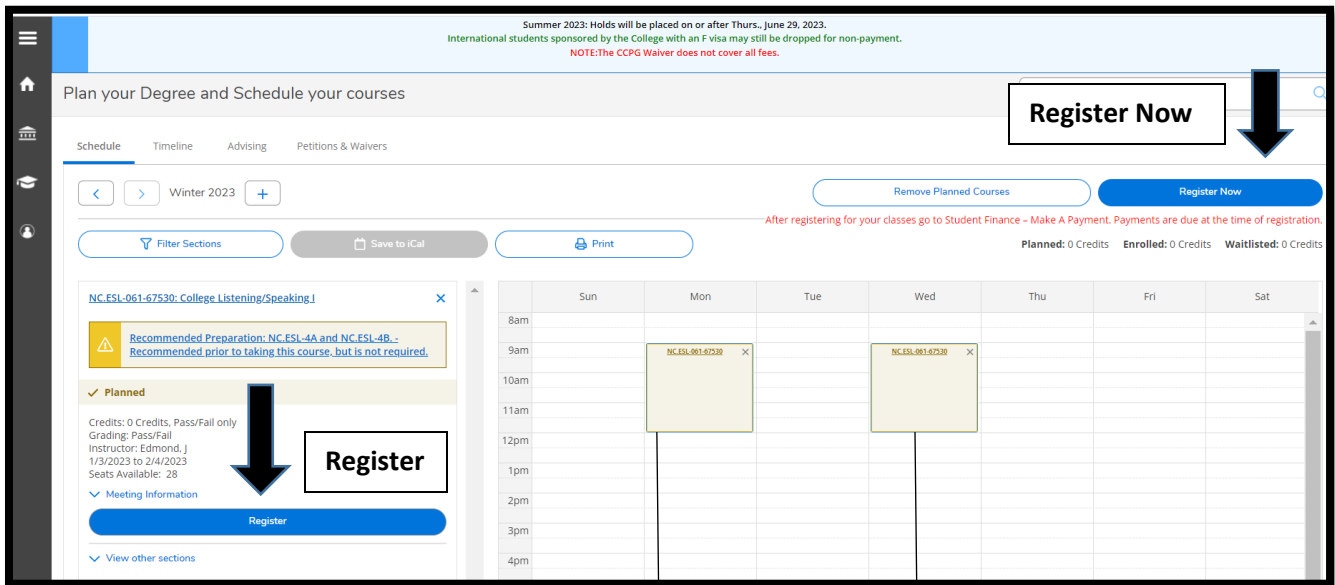 Summer 2023: Holds will be placed on or after Thurs., June 29, 2023.
International students sponsored by the College with an F visa may still be dropped for non-payment.
NOTE:The CCPG Waiver does not cover all fees.
Plan your Degree and Schedule your courses
Register Now
Schedule Timeline Advising Petitions & Waivers
Winter 2023
Remove Planned Courses
Register Now
After registering for your classes go to Student Finance – Make A Payment. Payments are due at the time of registration.
Filter Sections
Save to iCal
Print
Planned: 0 Credits Enrolled: 0 Credits Waitlisted: 0 Credits
NC.ESL-061-67530: College Listening/Speaking I
Recommended Preparation: NC.ESL-4A and NC.ESL-4B. -
Recommended prior to taking this course, but is not required.
Planned
Credits: 0 Credits, Pass/Fail only
Grading: Pass/Fail
Instructor: Edmond, J
1/3/2023 to 2/4/2023
Seats Available: 28
Register
Meeting Information
Register
View other sections
Sun Mon Tue Wed Thu Fri Sat
8am
9am
NC.ESL-061-67530
NC.ESL-061-67530
10am
11am
12pm
1pm
2pm
3pm
4pm